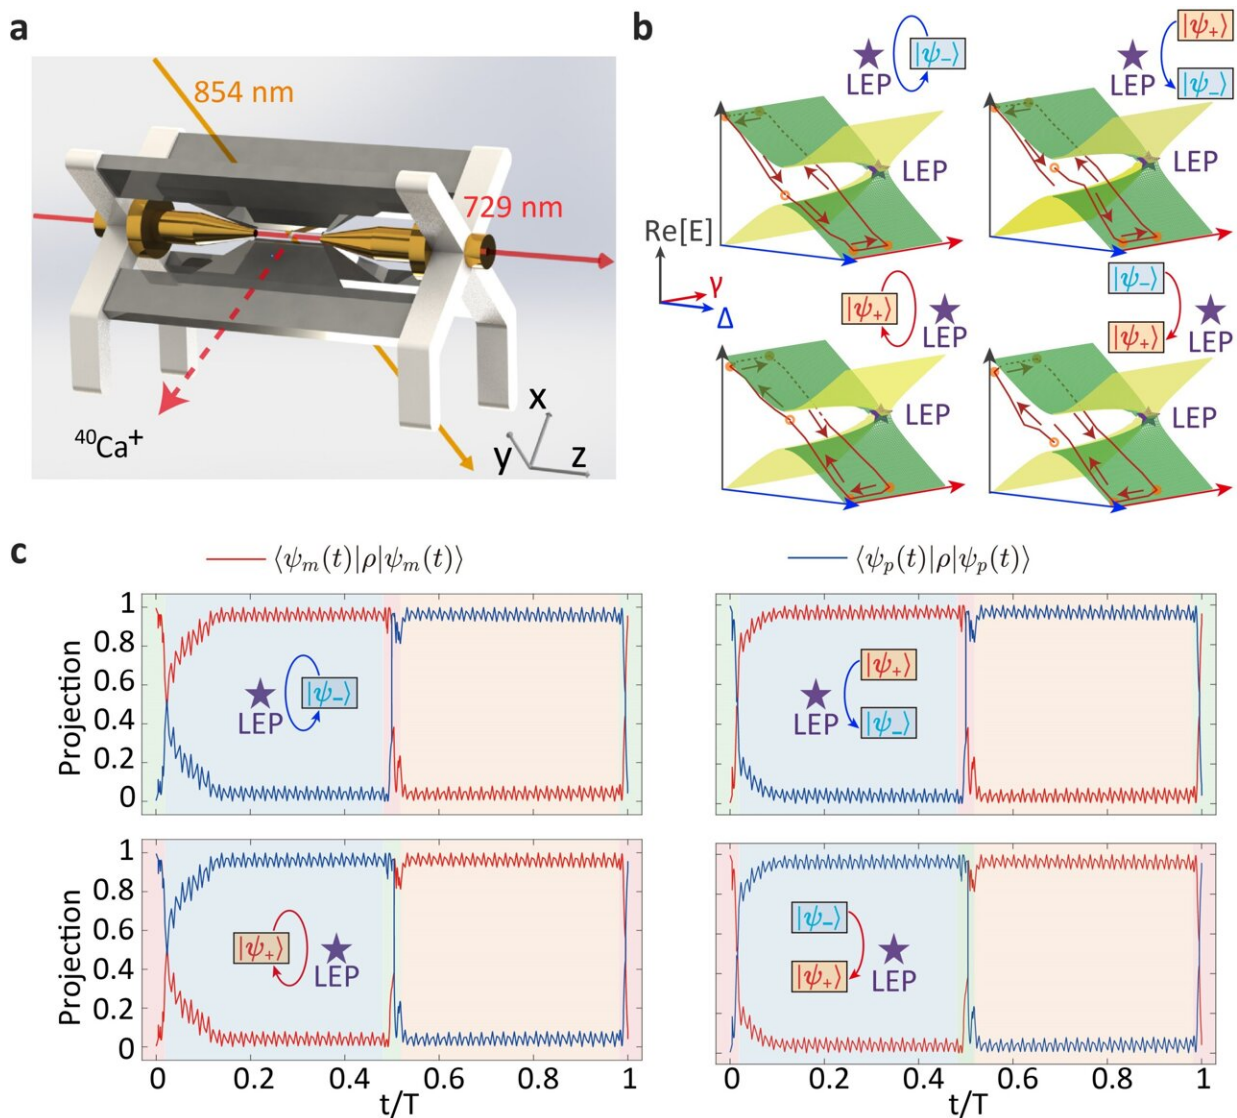 a
854 nm
729 nm
40Ca+
x
y
z
b
LEP
|ψ−⟩
LEP
|ψ+⟩
|ψ−⟩
LEP
LEP
Re[E]
γ
Δ
|ψ+⟩
LEP
|ψ−⟩
|ψ+⟩
LEP
LEP
LEP
c
⟨ψm(t)|ρ|ψm(t)⟩
⟨ψp(t)|ρ|ψp(t)⟩
Projection
1
0.8
0.6
0.4
0.2
0
LEP
|ψ−⟩
LEP
|ψ+⟩
|ψ−⟩
Projection
1
0.8
0.6
0.4
0.2
0
|ψ+⟩
LEP
|ψ−⟩
|ψ+⟩
LEP
0 0.2 0.4 0.6 0.8 1
t/T
0 0.2 0.4 0.6 0.8 1
t/T